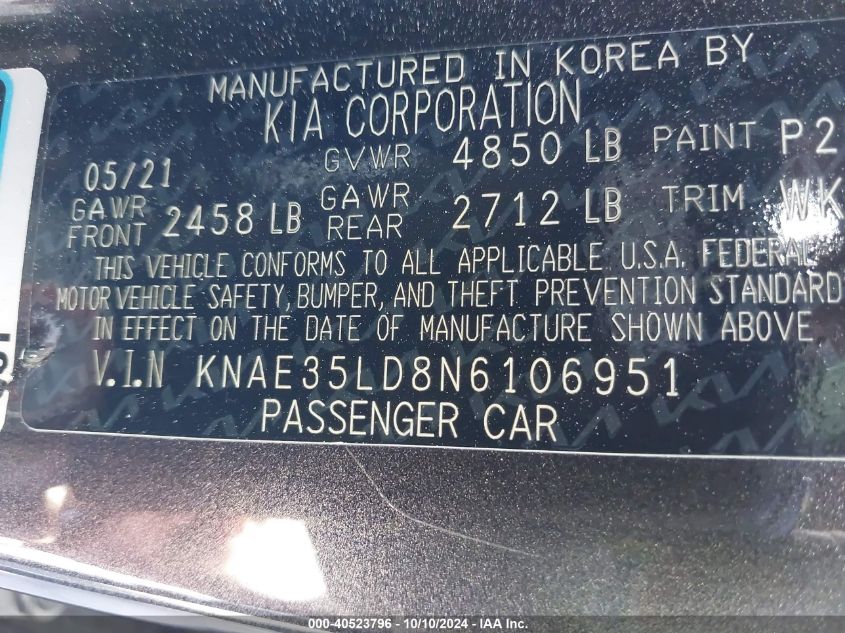 MANUFACTURED IN KOREA BY
KIA CORPORATION
05/21 GVWR 4850 LB PAINT P2
GAWR FRONT 2458 LB GAWR REAR 2712 LB TRIM WK
THIS VEHICLE CONFORMS TO ALL APPLICABLE U.S.A. FEDERAL
MOTOR VEHICLE SAFETY, BUMPER, AND THEFT PREVENTION STANDARD
IN EFFECT ON THE DATE OF MANUFACTURE SHOWN ABOVE
V.I.N KNAE35LD8N6106951
PASSENGER CAR
000-40523796 - 10/10/2024 - IAA Inc.